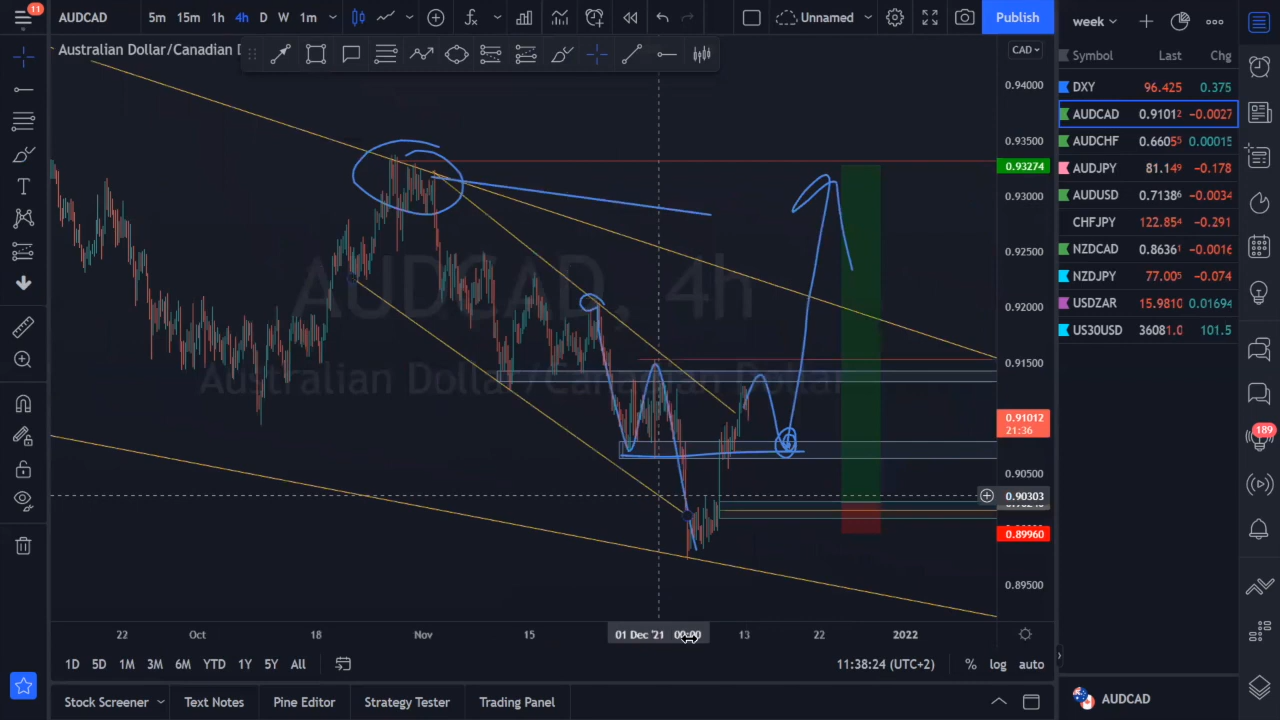 11
AUDCAD
5m 15m 1h 4h D W 1m
Unnamed
Publish
week
Australian Dollar/Canadian D
CAD
Symbol Last Chg
DXY 96.425 0.375
AUDCAD 0.91012 -0.0027
AUDCHF 0.66055 0.00015
AUDJPY 81.149 -0.178
AUDUSD 0.71386 -0.0034
CHFJPY 122.854 -0.291
NZDCAD 0.86361 -0.0016
NZDJPY 77.005 -0.074
USDZAR 15.9810 0.01694
US30USD 36081.0 101.5
0.94000
0.93500
0.93274
0.93000
0.92500
0.92000
0.91500
0.91012
21:36
0.90500
0.90303
0.89960
0.89500
AUDCAD, 4h
Australian Dollar/Canadian Dollar
189
22 Oct 18 Nov 15 01 Dec '21 00:00 13 22 2022
1D 5D 1M 3M 6M YTD 1Y 5Y All
11:38:24 (UTC+2) % log auto
Stock Screener Text Notes Pine Editor Strategy Tester Trading Panel
AUDCAD